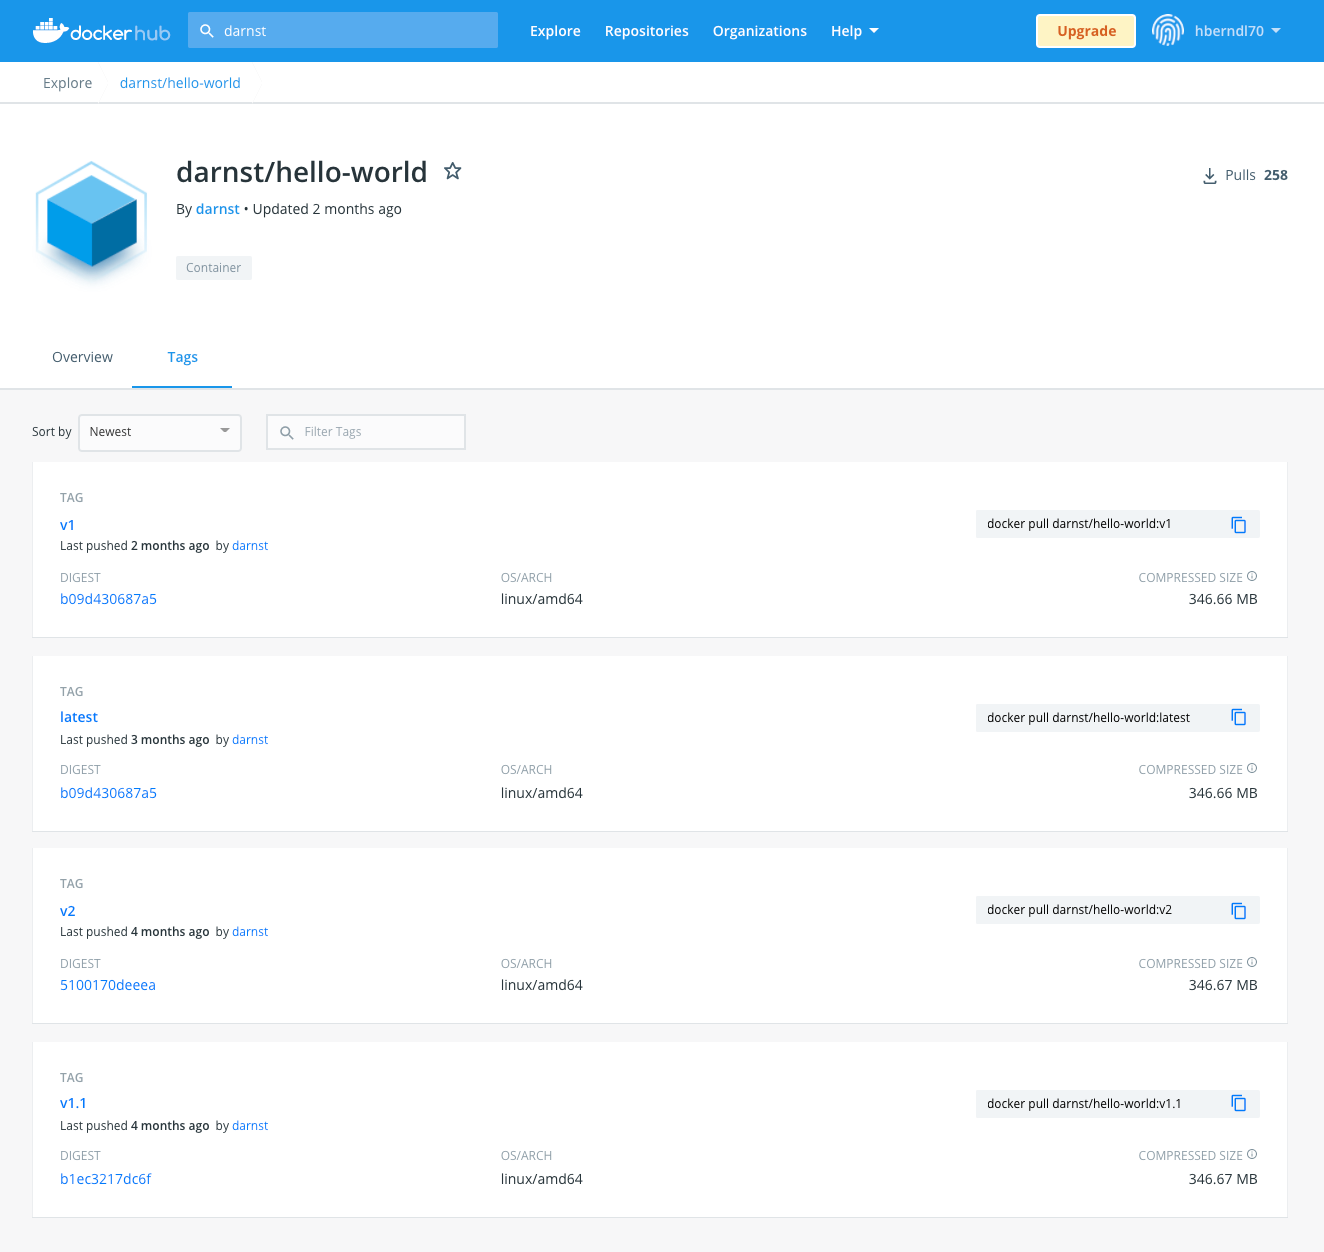 docker hub
darnst
Explore Repositories Organizations Help
Upgrade
hberndl70
Explore darnst/hello-world
darnst/hello-world
Pulls 258
By darnst • Updated 2 months ago
Container
Overview Tags
Sort by Newest Filter Tags
TAG
v1
docker pull darnst/hello-world:v1
Last pushed 2 months ago by darnst
DIGEST OS/ARCH COMPRESSED SIZE
b09d430687a5 linux/amd64 346.66 MB
TAG
latest
docker pull darnst/hello-world:latest
Last pushed 3 months ago by darnst
DIGEST OS/ARCH COMPRESSED SIZE
b09d430687a5 linux/amd64 346.66 MB
TAG
v2
docker pull darnst/hello-world:v2
Last pushed 4 months ago by darnst
DIGEST OS/ARCH COMPRESSED SIZE
5100170deeea linux/amd64 346.67 MB
TAG
v1.1
docker pull darnst/hello-world:v1.1
Last pushed 4 months ago by darnst
DIGEST OS/ARCH COMPRESSED SIZE
b1ec3217dc6f linux/amd64 346.67 MB